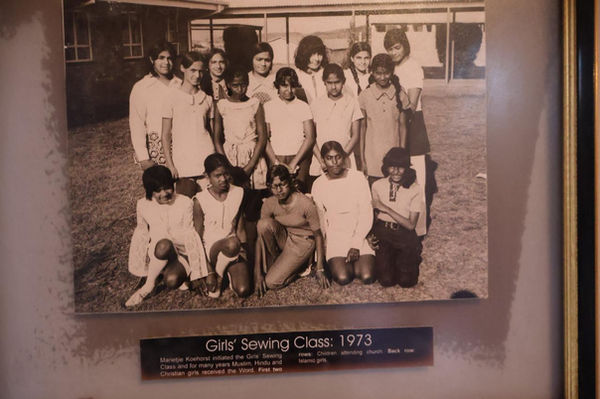 Girls' Sewing Class: 1973
Marietjie Koehorst initiated the Girls' Sewing
Class and for many years Muslim, Hindu and
Christian girls received the Word. First two
rows: Children attending church. Back row:
Islamic girls.